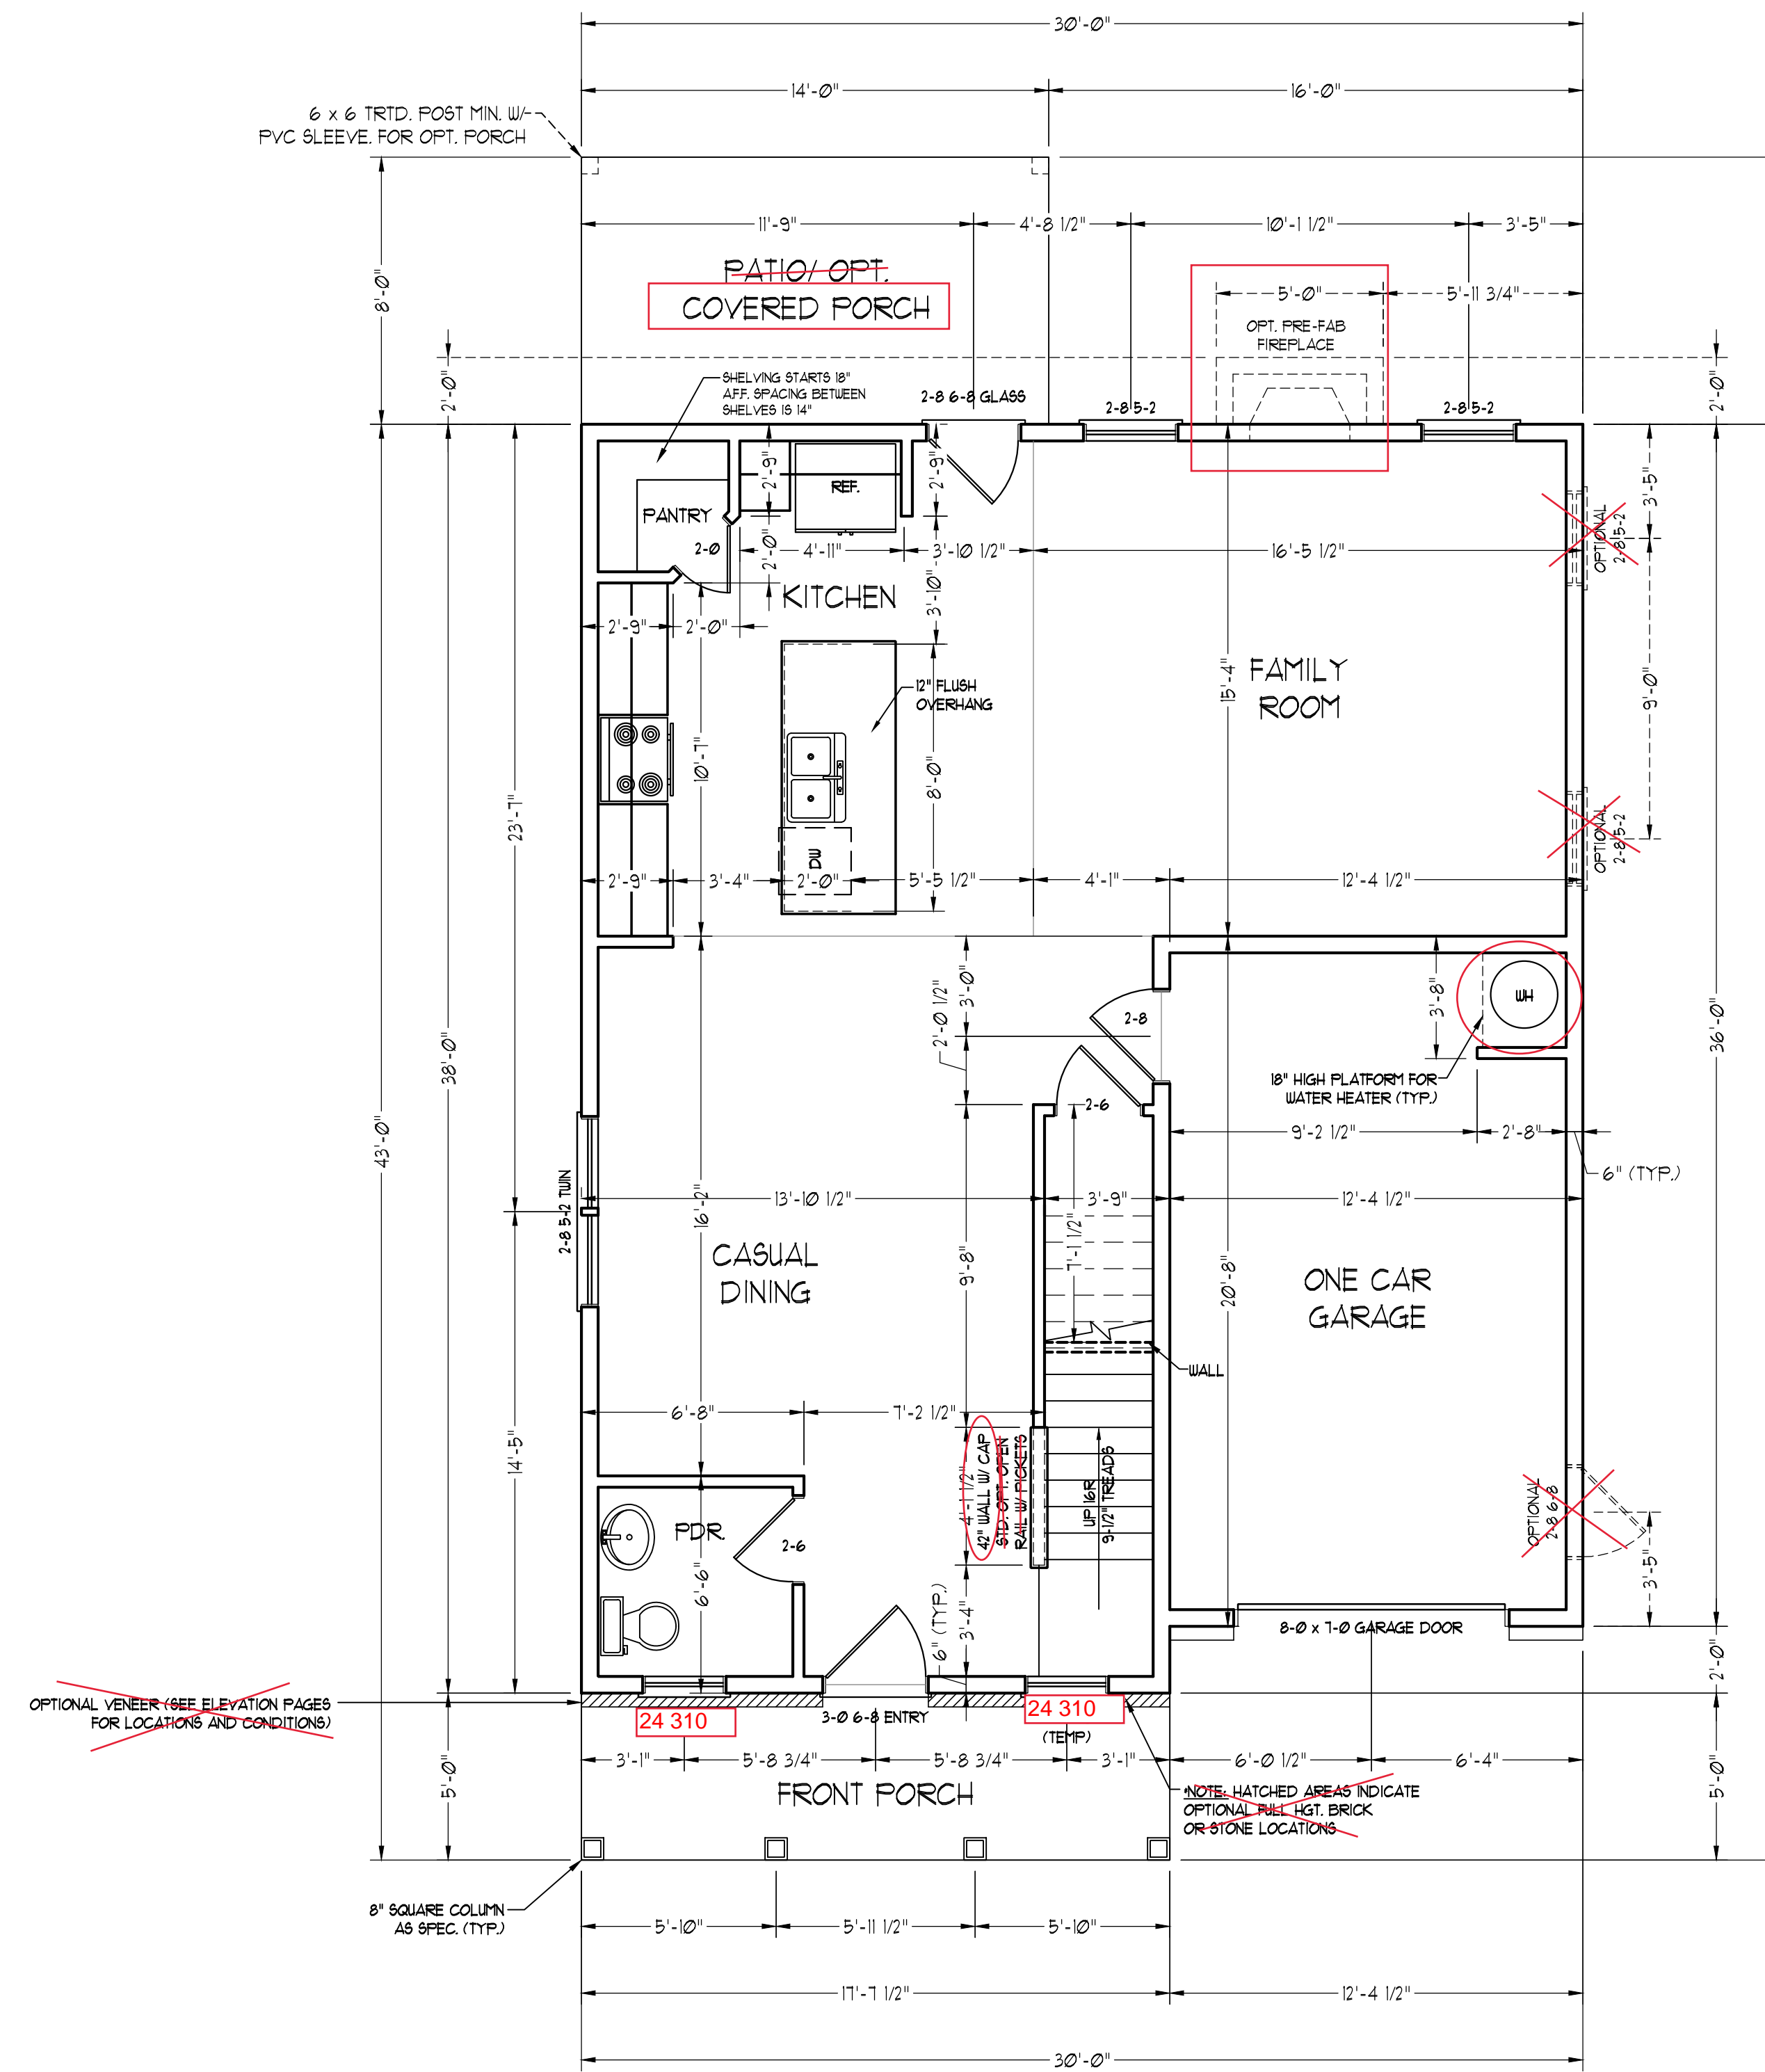 30'-0"
14'-0"
16'-0"
6 x 6 TRTD. POST MIN. W/
PVC SLEEVE. FOR OPT. PORCH
11'-9"
4'-8 1/2"
10'-1 1/2"
3'-5"
8'-0"
PATIO/ OPT.
COVERED PORCH
5'-0"
5'-11 3/4"
OPT. PRE-FAB
FIREPLACE
2'-0"
2'-0"
SHELVING STARTS 18"
A.F.F. SPACING BETWEEN
SHELVES IS 14"
2-8 6-8 GLASS
2-8 5-2
2-8 5-2
2'-9"
REF.
2'-9"
3'-5"
PANTRY
2-0
2'-0"
4'-11"
3'-10 1/2"
16'-5 1/2"
OPTIONAL
2-8 5-2
KITCHEN
3'-10"
2'-9"
2'-0"
15'-4"
FAMILY
ROOM
12" FLUSH
OVERHANG
9'-0"
10'-7"
8'-0"
23'-7"
OPTIONAL
2-8 5-2
DW
2'-9"
3'-4"
2'-0"
5'-5 1/2"
4'-1"
12'-4 1/2"
3'-0"
2'-0 1/2"
2-8
3'-8"
WH
36'-0"
38'-0"
43'-0"
18" HIGH PLATFORM FOR
WATER HEATER (TYP.)
2-6
9'-2 1/2"
2'-8"
6" (TYP.)
2-8 5-2 TWIN
13'-10 1/2"
3'-9"
12'-4 1/2"
16'-2"
7'-1 1/2"
9'-8"
20'-8"
CASUAL
DINING
ONE CAR
GARAGE
WALL
6'-8"
7'-2 1/2"
14'-5"
4'-1 1/2"
42" WALL W/ CAP
STD. OPT. OPEN
RAIL W/ PICKETS
UP 16R
9-1/2" TREADS
OPTIONAL
2-8 6-8
PDR.
2-6
6'-6"
3'-5"
6" (TYP.)
3'-4"
8-0 x 7-0 GARAGE DOOR
2'-0"
OPTIONAL VENEER (SEE ELEVATION PAGES
FOR LOCATIONS AND CONDITIONS)
24 310
3-0 6-8 ENTRY
24 310
(TEMP)
3'-1"
5'-8 3/4"
5'-8 3/4"
3'-1"
6'-0 1/2"
6'-4"
5'-0"
5'-0"
FRONT PORCH
*NOTE: HATCHED AREAS INDICATE
OPTIONAL FULL HGT. BRICK
OR STONE LOCATIONS
8" SQUARE COLUMN
AS SPEC. (TYP.)
5'-10"
5'-11 1/2"
5'-10"
17'-7 1/2"
12'-4 1/2"
30'-0"